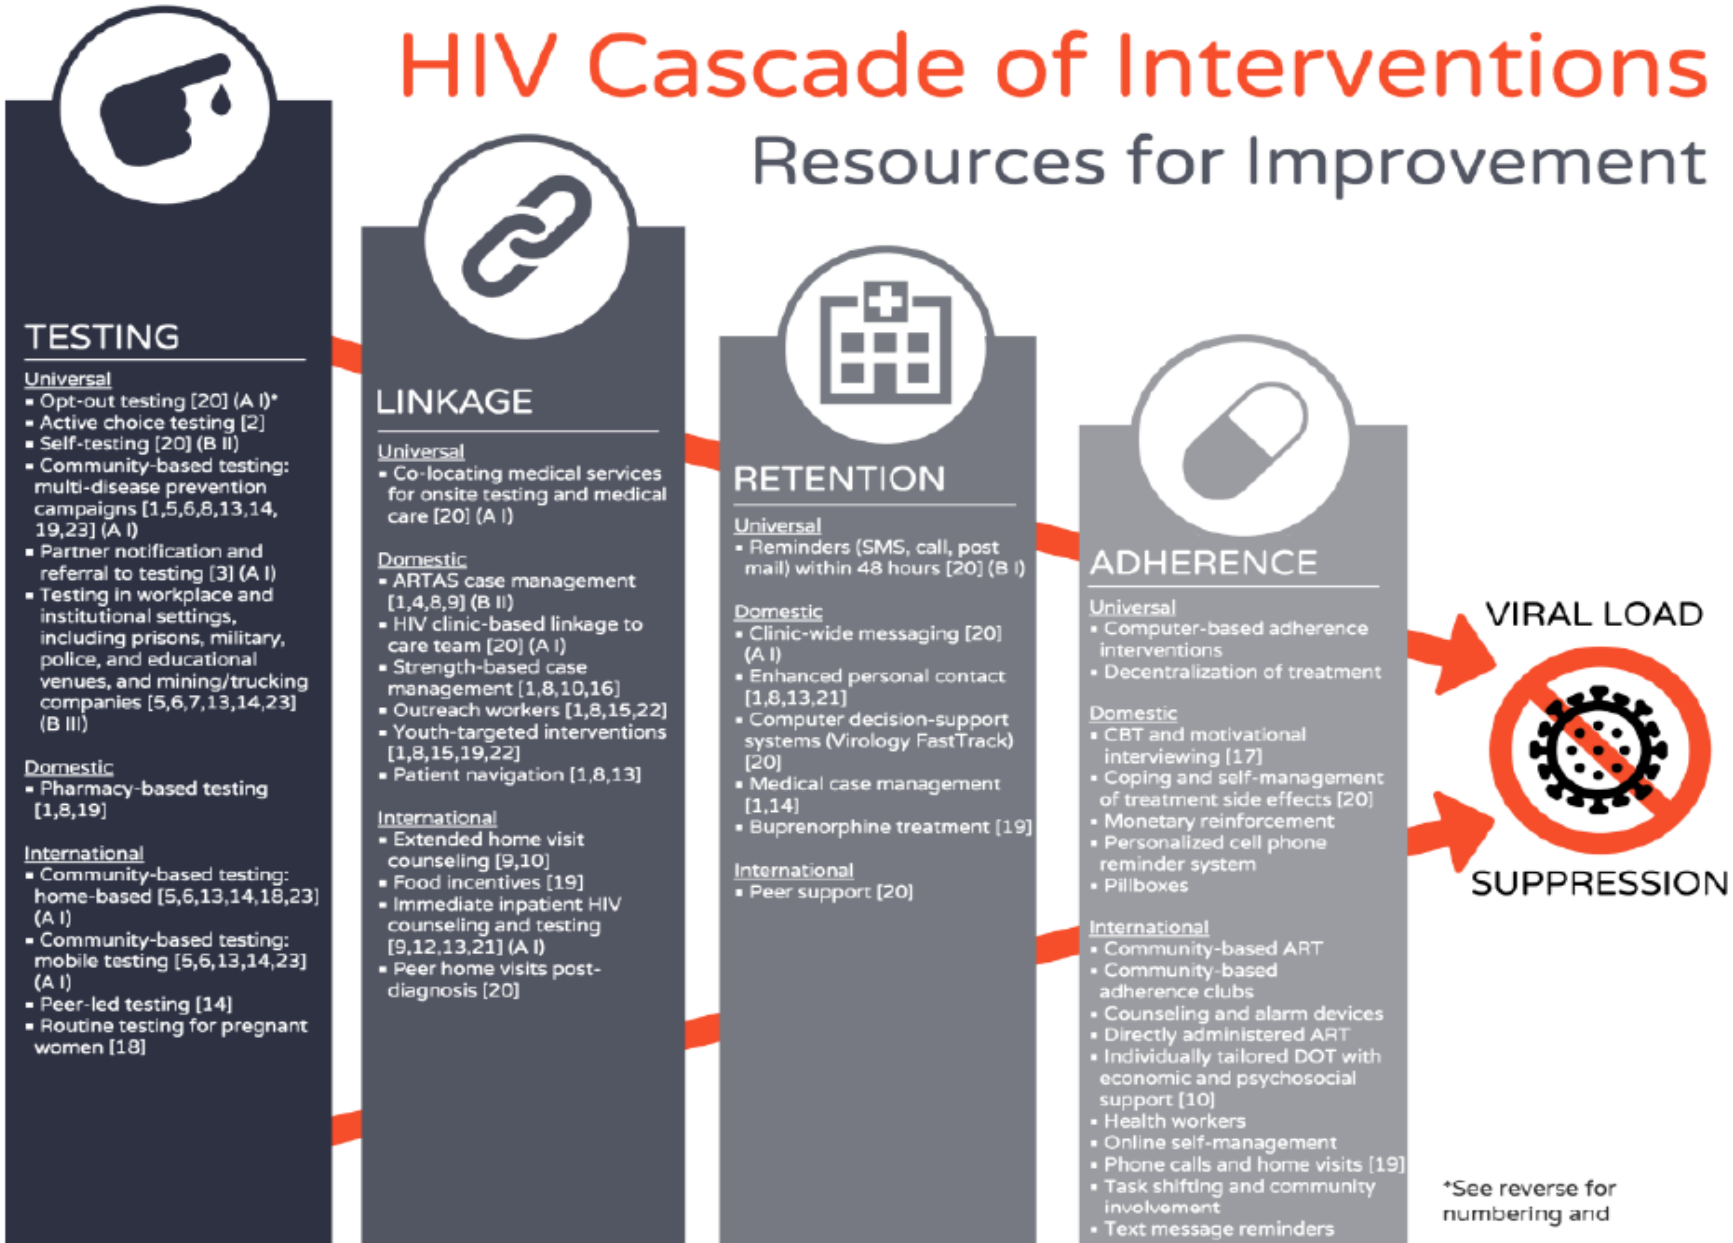 HIV Cascade of Interventions
Resources for Improvement
TESTING
Universal
▪ Opt-out testing [20] (A I)*
▪ Active choice testing [2]
▪ Self-testing [20] (B II)
▪ Community-based testing:
multi-disease prevention
campaigns [1,5,6,8,13,14,
19,23] (A I)
▪ Partner notification and
referral to testing [3] (A I)
▪ Testing in workplace and
institutional settings,
including prisons, military,
police, and educational
venues, and mining/trucking
companies [5,6,7,13,14,23]
(B III)
Domestic
▪ Pharmacy-based testing
[1,8,19]
International
▪ Community-based testing:
home-based [5,6,13,14,18,23]
(A I)
▪ Community-based testing:
mobile testing [5,6,13,14,23]
(A I)
▪ Peer-led testing [14]
▪ Routine testing for pregnant
women [18]
LINKAGE
Universal
▪ Co-locating medical services
for onsite testing and medical
care [20] (A I)
Domestic
▪ ARTAS case management
[1,4,8,9] (B II)
▪ HIV clinic-based linkage to
care team [20] (A I)
▪ Strength-based case
management [1,8,10,16]
▪ Outreach workers [1,8,15,22]
▪ Youth-targeted interventions
[1,8,15,19,22]
▪ Patient navigation [1,8,13]
International
▪ Extended home visit
counseling [9,10]
▪ Food incentives [19]
▪ Immediate inpatient HIV
counseling and testing
[9,12,13,21] (A I)
▪ Peer home visits post-
diagnosis [20]
RETENTION
Universal
▪ Reminders (SMS, call, post
mail) within 48 hours [20] (B I)
Domestic
▪ Clinic-wide messaging [20]
(A I)
▪ Enhanced personal contact
[1,8,13,21]
▪ Computer decision-support
systems (Virology FastTrack)
[20]
▪ Medical case management
[1,14]
▪ Buprenorphine treatment [19]
International
▪ Peer support [20]
ADHERENCE
Universal
▪ Computer-based adherence
interventions
▪ Decentralization of treatment
Domestic
▪ CBT and motivational
interviewing [17]
▪ Coping and self-management
of treatment side effects [20]
▪ Monetary reinforcement
▪ Personalized cell phone
reminder system
▪ Pillboxes
International
▪ Community-based ART
▪ Community-based
adherence clubs
▪ Counseling and alarm devices
▪ Directly administered ART
▪ Individually tailored DOT with
economic and psychosocial
support [10]
▪ Health workers
▪ Online self-management
▪ Phone calls and home visits [19]
▪ Task shifting and community
involvement
▪ Text message reminders
VIRAL LOAD
SUPPRESSION
*See reverse for
numbering and